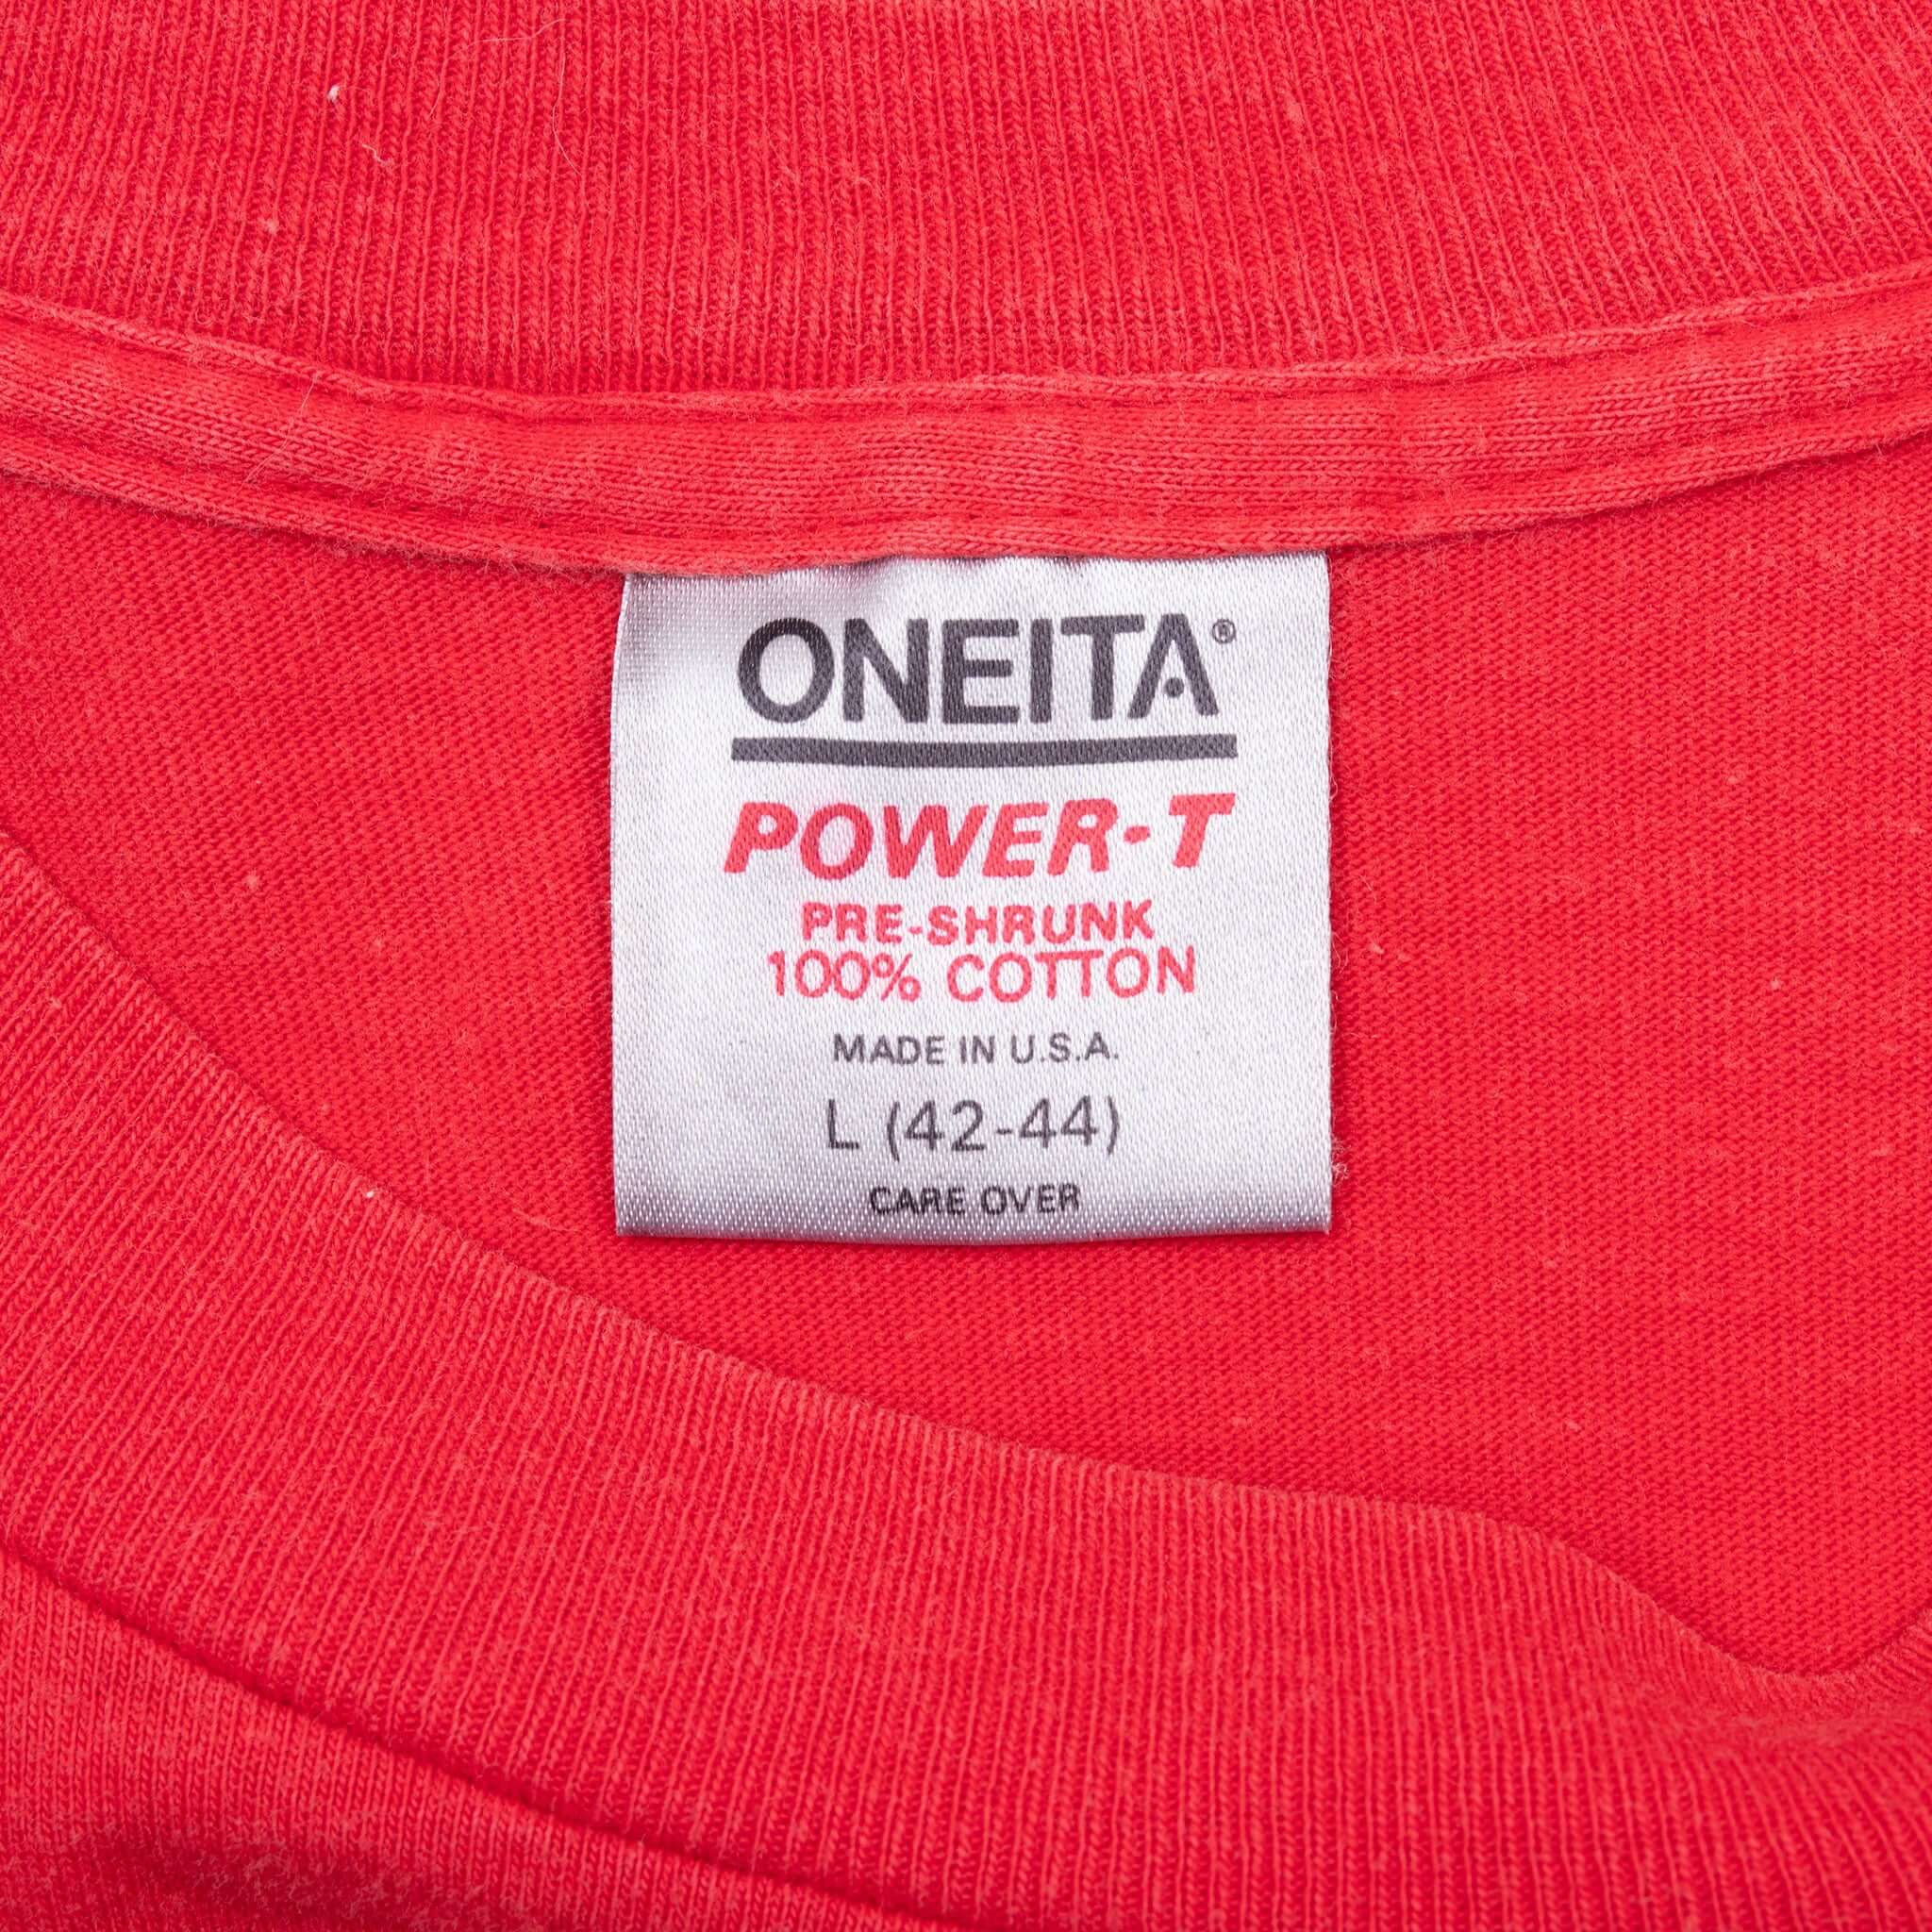 ONEITA®
POWER-T
PRE-SHRUNK
100% COTTON
MADE IN U.S.A.
L (42-44)
CARE OVER